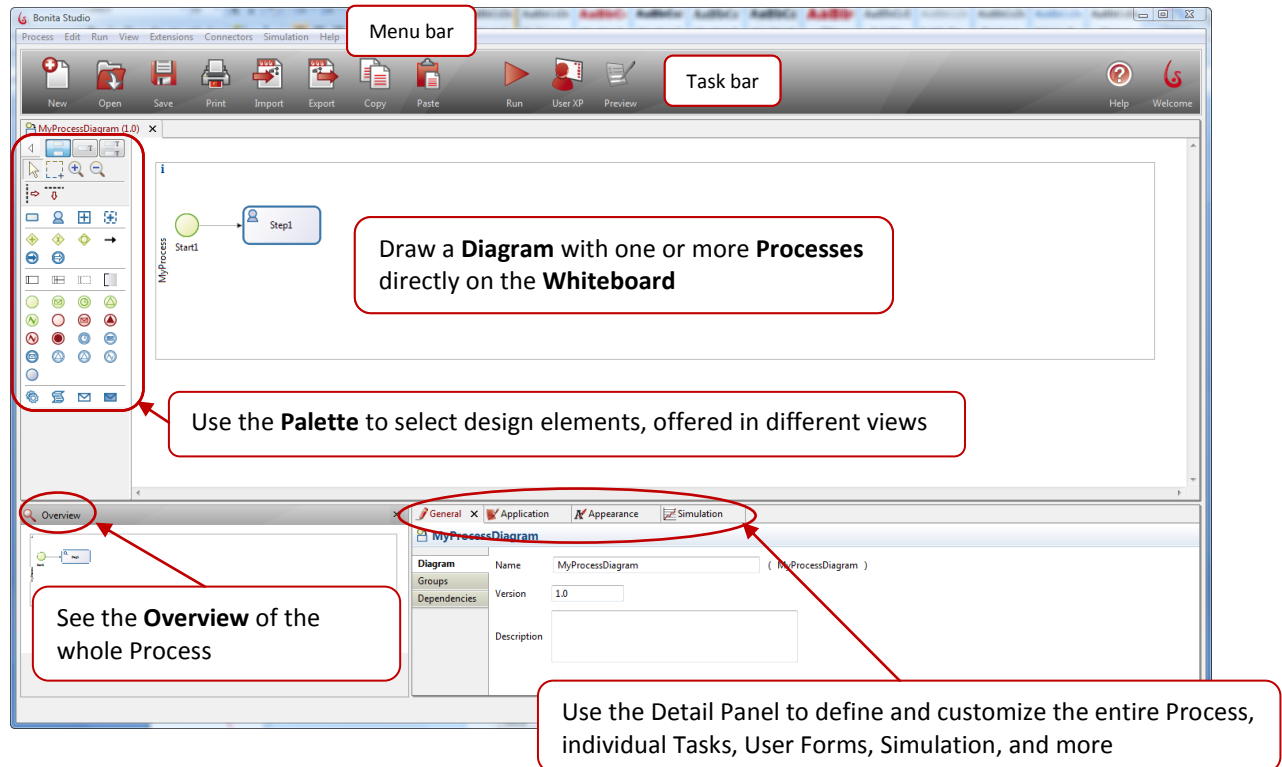 Bonita Studio
Process Edit Run View Extensions Connectors Simulation Help
Menu bar
New Open Save Print Import Export Copy Paste Run User XP Preview Help Welcome
Task bar
MyProcessDiagram (1.0)
T T T
i
MyProcess
Start1
Step1
Draw a Diagram with one or more Processes
directly on the Whiteboard
Use the Palette to select design elements, offered in different views
Overview
General Application Appearance Simulation
MyProcessDiagram
Diagram
Groups
Dependencies
Name MyProcessDiagram ( MyProcessDiagram )
Version 1.0
Description
See the Overview of the
whole Process
Use the Detail Panel to define and customize the entire Process,
individual Tasks, User Forms, Simulation, and more